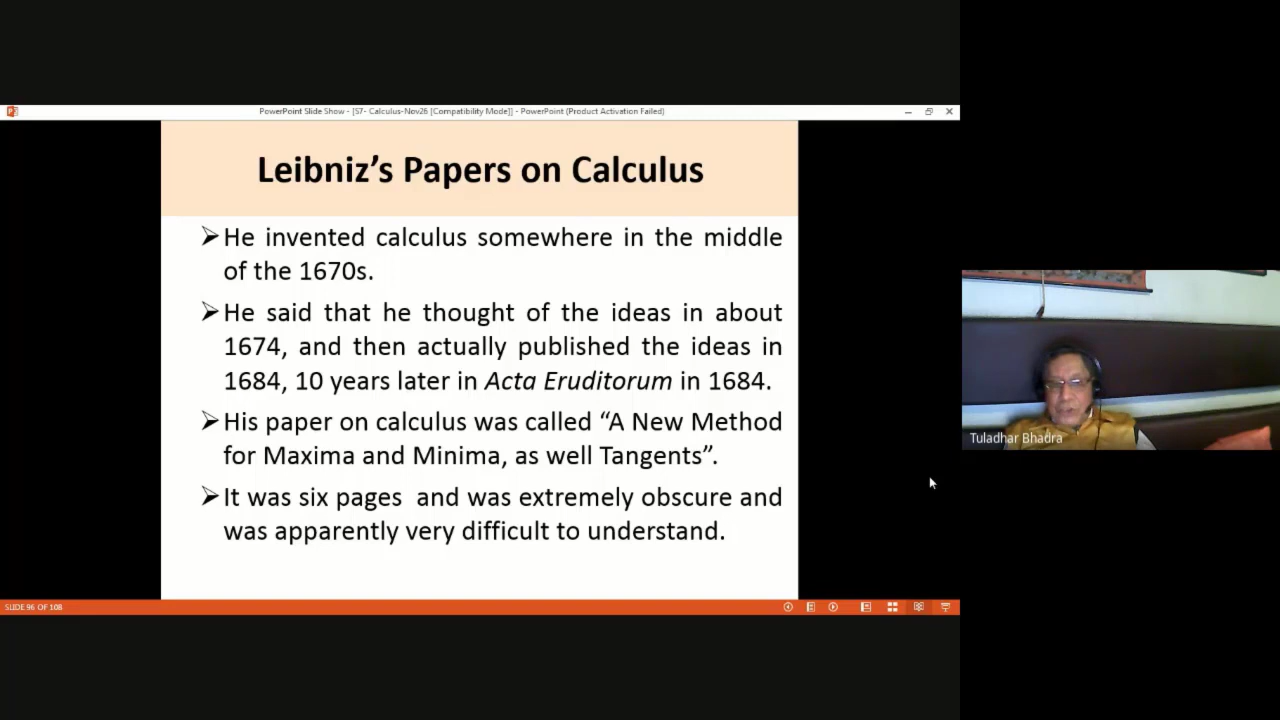 PowerPoint Slide Show - [S7- Calculus-Nov26 [Compatibility Mode]] - PowerPoint (Product Activation Failed)
Leibniz’s Papers on Calculus
He invented calculus somewhere in the middle
of the 1670s.
He said that he thought of the ideas in about
1674, and then actually published the ideas in
1684, 10 years later in Acta Eruditorum in 1684.
His paper on calculus was called “A New Method
for Maxima and Minima, as well Tangents”.
It was six pages and was extremely obscure and
was apparently very difficult to understand.
Tuladhar Bhadra
SLIDE 96 OF 108